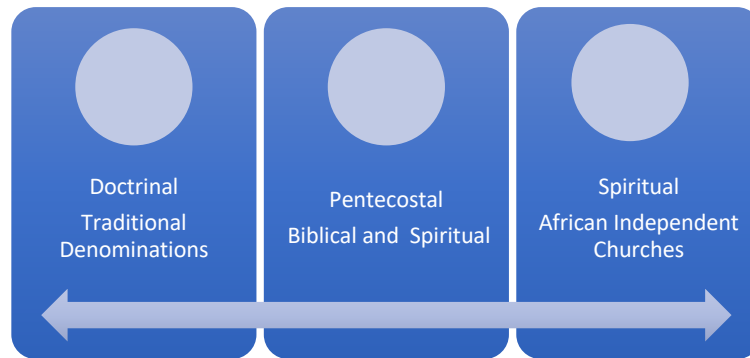 Doctrinal
Traditional
Denominations
Pentecostal
Biblical and Spiritual
Spiritual
African Independent
Churches